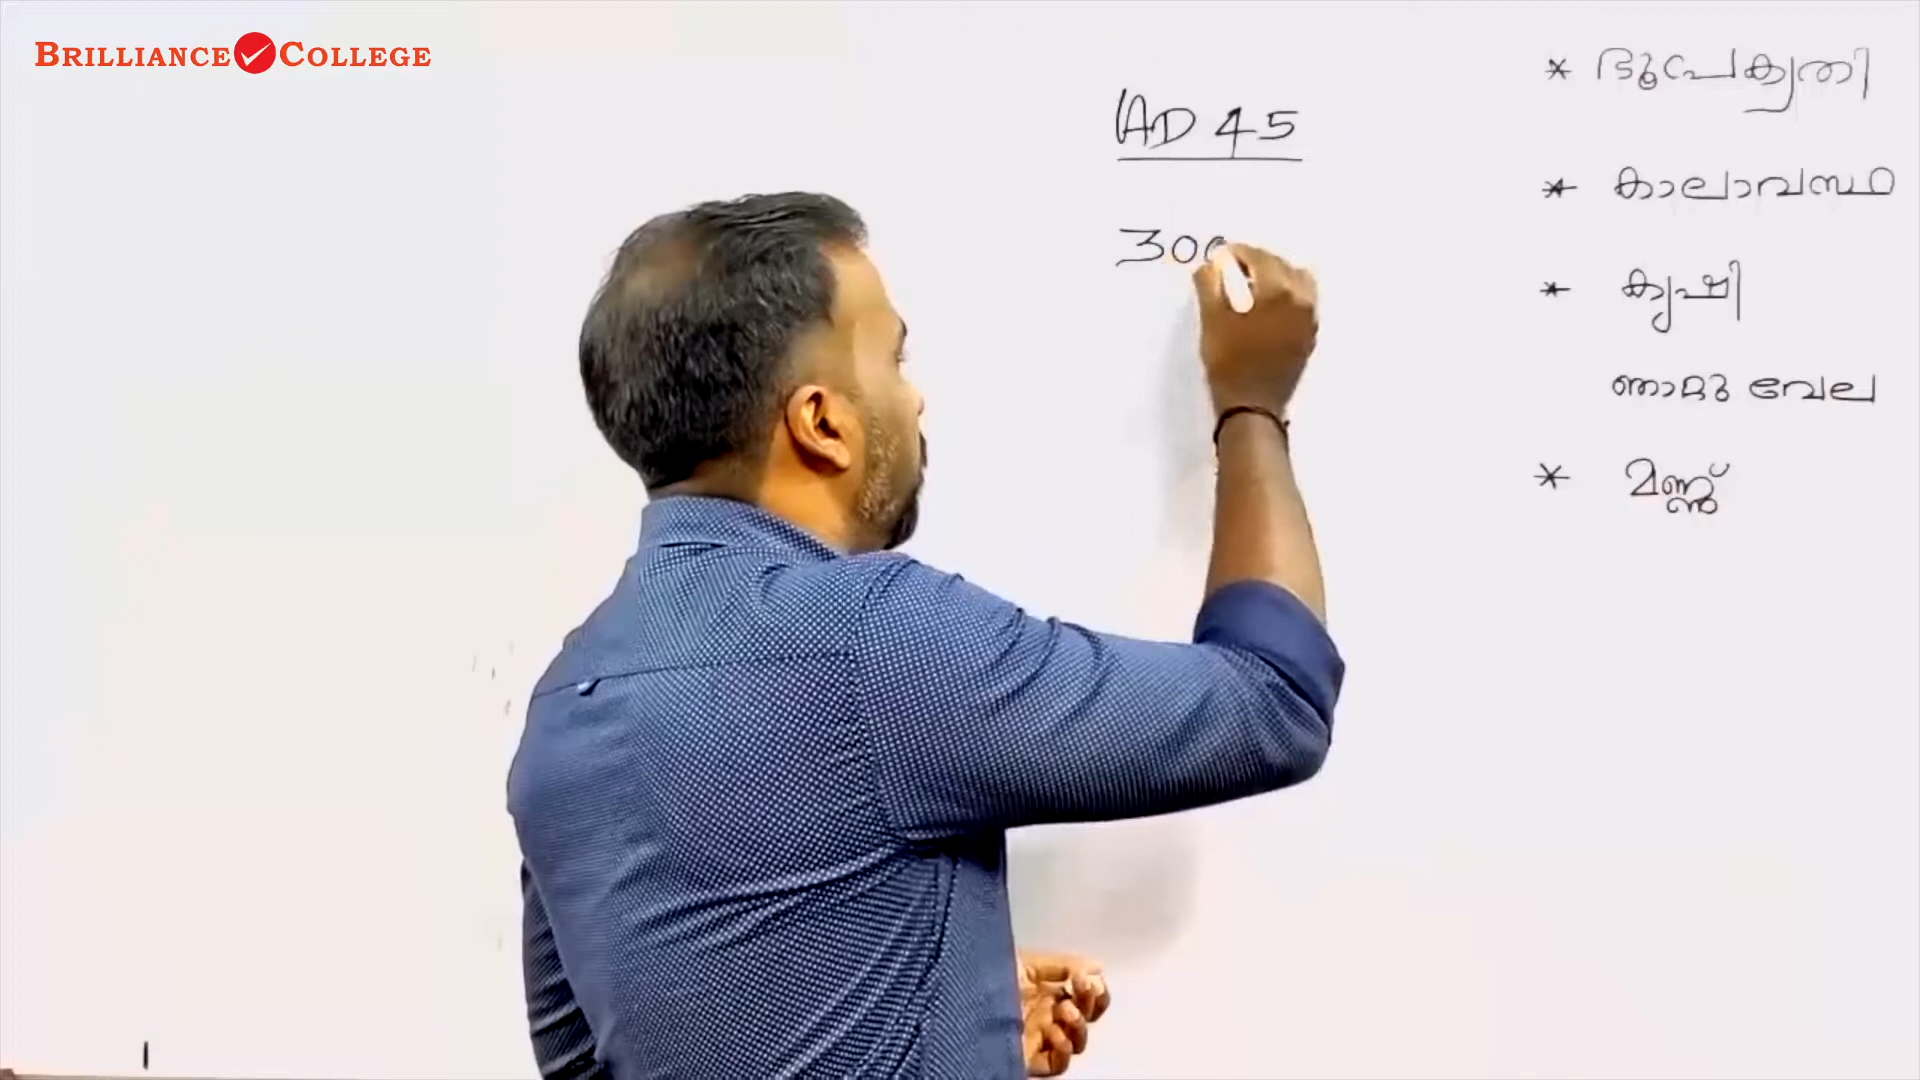 BRILLIANCE COLLEGE
AD 45
300
* ഭൂപ്രകൃതി
* കാലാവസ്ഥ
* കൃഷി
ഞാറ്റു വേല
* മണ്ണ്